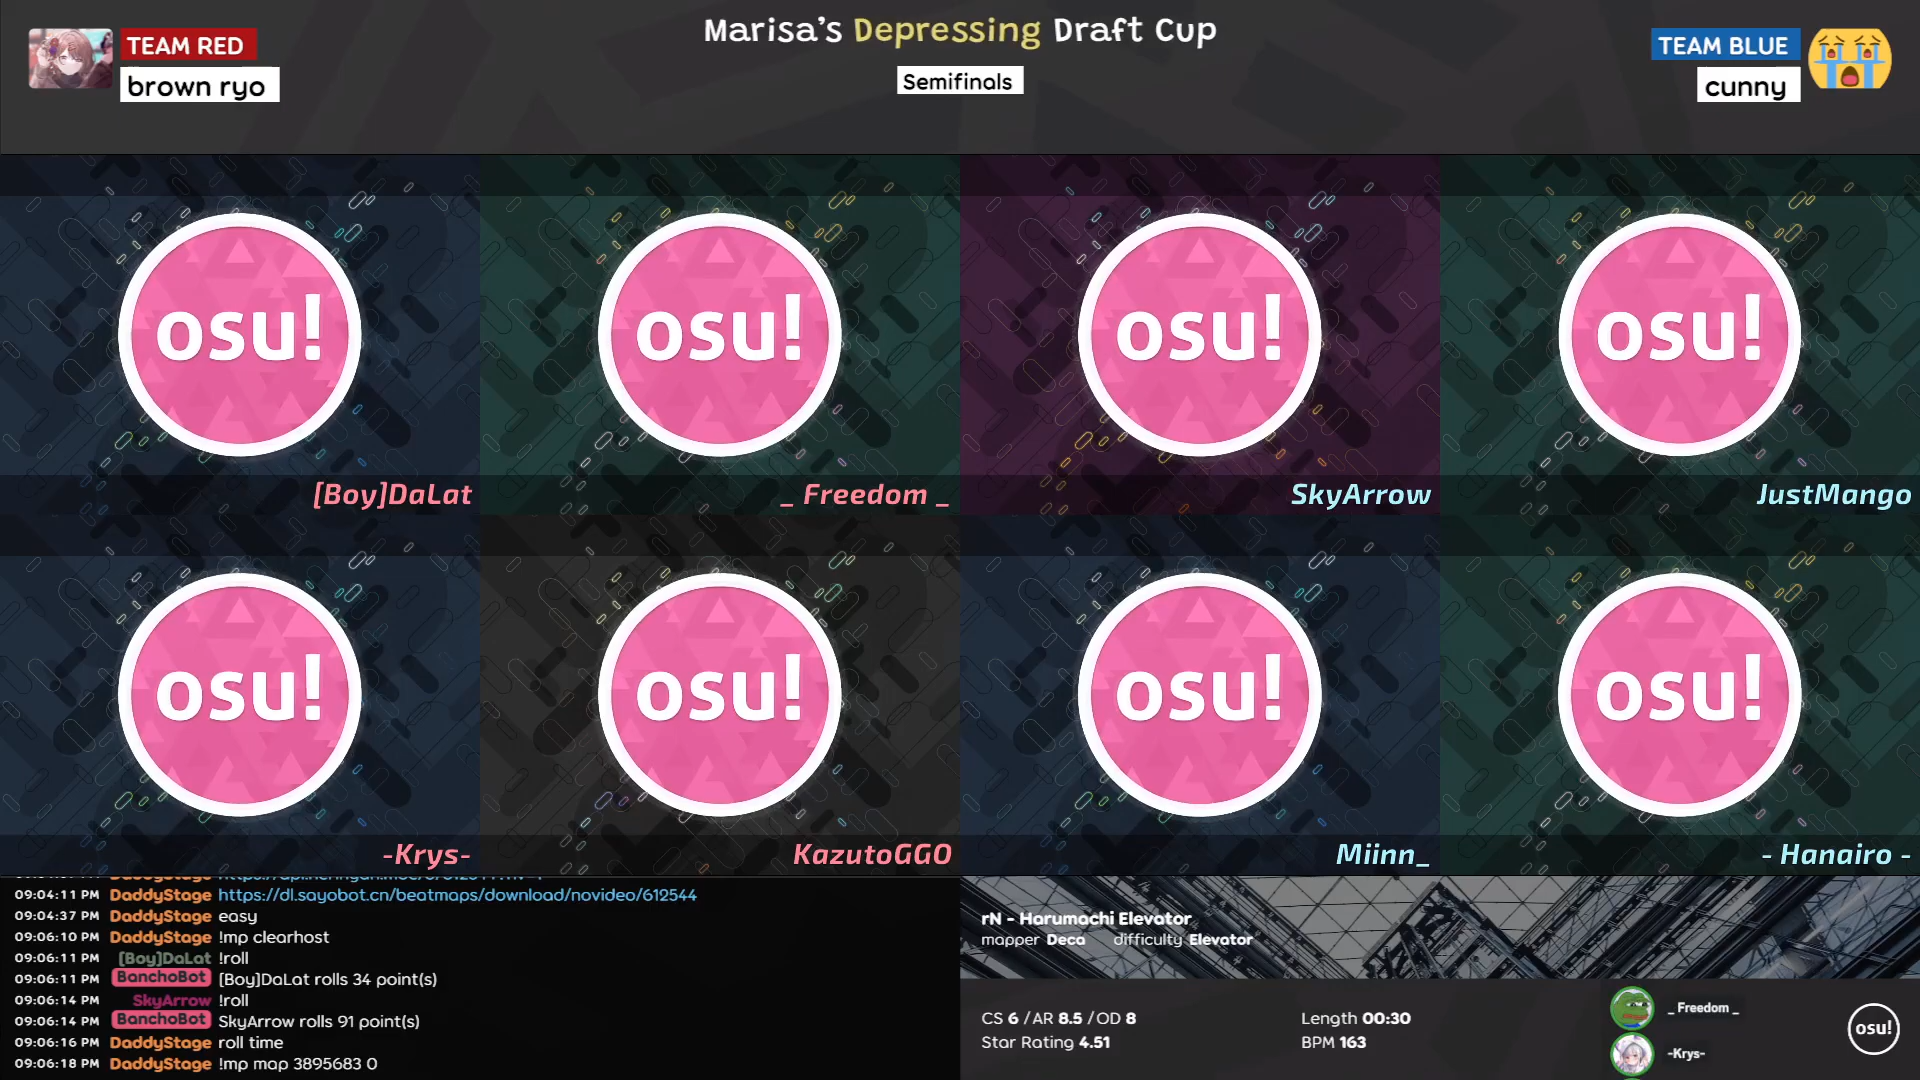 Marisa's Depressing Draft Cup
Semifinals
TEAM RED
brown ryo
TEAM BLUE
cunny
osu!
osu!
osu!
osu!
[Boy]DaLat
_ Freedom _
SkyArrow
JustMango
osu!
osu!
osu!
osu!
-Krys-
KazutoGGO
Miinn_
- Hanairo -
DaddyStage
09:04:11 PM DaddyStage https://dl.sayobot.cn/beatmaps/download/novideo/612544
09:04:37 PM DaddyStage easy
09:06:10 PM DaddyStage !mp clearhost
09:06:11 PM [Boy]DaLat !roll
09:06:11 PM BanchoBot [Boy]DaLat rolls 34 point(s)
09:06:14 PM SkyArrow !roll
09:06:14 PM BanchoBot SkyArrow rolls 91 point(s)
09:06:16 PM DaddyStage roll time
09:06:18 PM DaddyStage !mp map 3895683 0
rN - Harumachi Elevator
mapper Deca difficulty Elevator
CS 6 / AR 8.5 / OD 8
Star Rating 4.51
Length 00:30
BPM 163
_ Freedom _
-Krys-
osu!